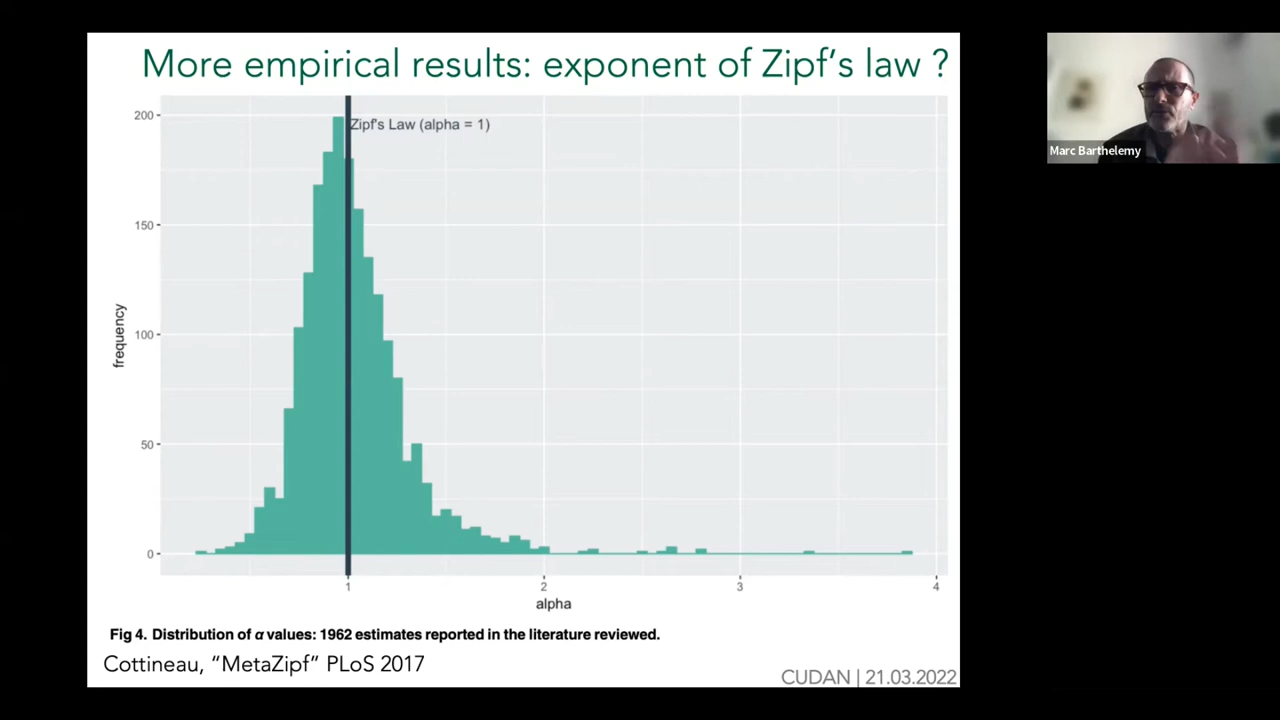 More empirical results: exponent of Zipf's law ?
Marc Barthelemy
Zipf's Law (alpha = 1)
200
150
100
50
0
frequency
1
2
3
4
alpha
Fig 4. Distribution of α values: 1962 estimates reported in the literature reviewed.
Cottineau, “MetaZipf” PLoS 2017
CUDAN | 21.03.2022